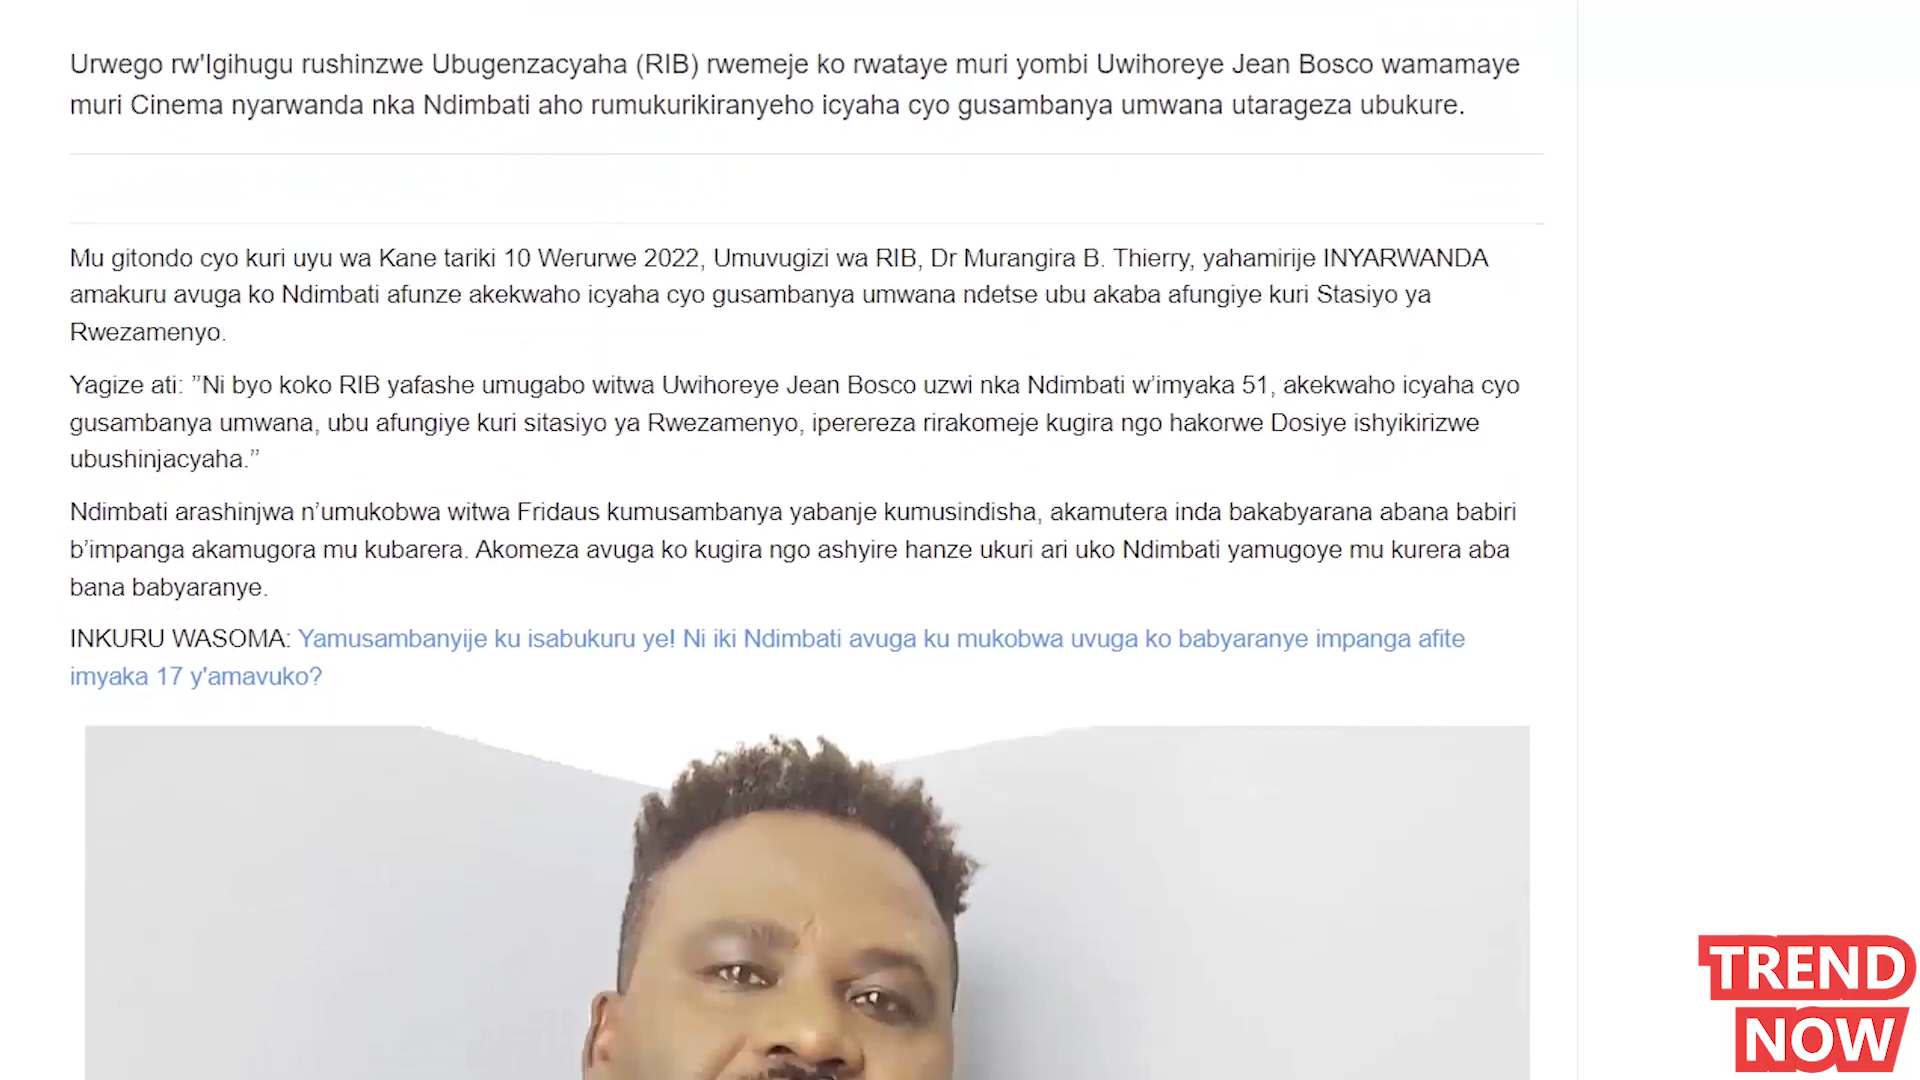 Urwego rw'Igihugu rushinzwe Ubugenzacyaha (RIB) rwemeje ko rwataye muri yombi Uwihoreye Jean Bosco wamamaye
muri Cinema nyarwanda nka Ndimbati aho rumukurikiranyeho icyaha cyo gusambanya umwana utarageza ubukure.
Mu gitondo cyo kuri uyu wa Kane tariki 10 Werurwe 2022, Umuvugizi wa RIB, Dr Murangira B. Thierry, yahamirije INYARWANDA
amakuru avuga ko Ndimbati afunze akekwaho icyaha cyo gusambanya umwana ndetse ubu akaba afungiye kuri Stasiyo ya
Rwezamenyo.
Yagize ati: ”Ni byo koko RIB yafashe umugabo witwa Uwihoreye Jean Bosco uzwi nka Ndimbati w’imyaka 51, akekwaho icyaha cyo
gusambanya umwana, ubu afungiye kuri sitasiyo ya Rwezamenyo, iperereza rirakomeje kugira ngo hakorwe Dosiye ishyikirizwe
ubushinjacyaha.”
Ndimbati arashinjwa n’umukobwa witwa Fridaus kumusambanya yabanje kumusindisha, akamutera inda bakabyarana abana babiri
b’impanga akamugora mu kubarera. Akomeza avuga ko kugira ngo ashyire hanze ukuri ari uko Ndimbati yamugoye mu kurera aba
bana babyaranye.
INKURU WASOMA: Yamusambanyije ku isabukuru ye! Ni iki Ndimbati avuga ku mukobwa uvuga ko babyaranye impanga afite
imyaka 17 y'amavuko?
TREND
NOW